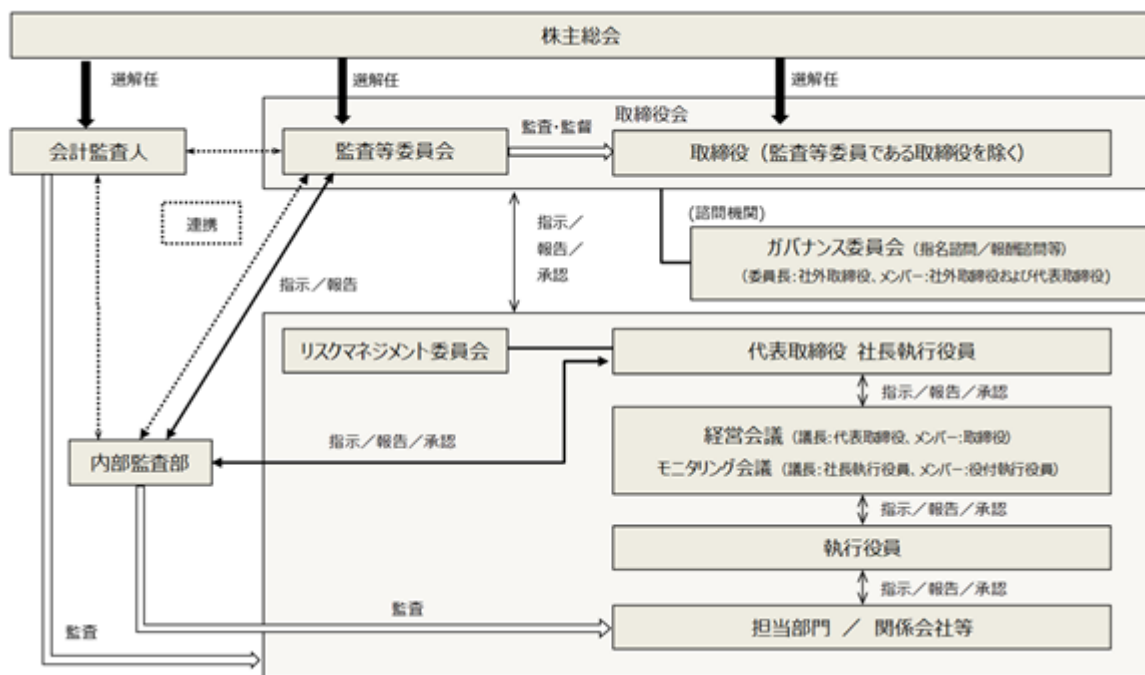 株主総会
選解任
選解任
選解任
取締役会
会計監査人
監査等委員会
監査・監督
取締役（監査等委員である取締役を除く）
連携
指示／
報告／
承認
(諮問機関)
ガバナンス委員会（指名諮問／報酬諮問等）
（委員長：社外取締役、メンバー：社外取締役および代表取締役）
指示／報告
リスクマネジメント委員会
代表取締役 社長執行役員
指示／報告／承認
指示／報告／承認
経営会議（議長：代表取締役、メンバー：取締役）
モニタリング会議（議長：社長執行役員、メンバー：役付執行役員）
内部監査部
指示／報告／承認
執行役員
指示／報告／承認
監査
担当部門 ／ 関係会社等
監査